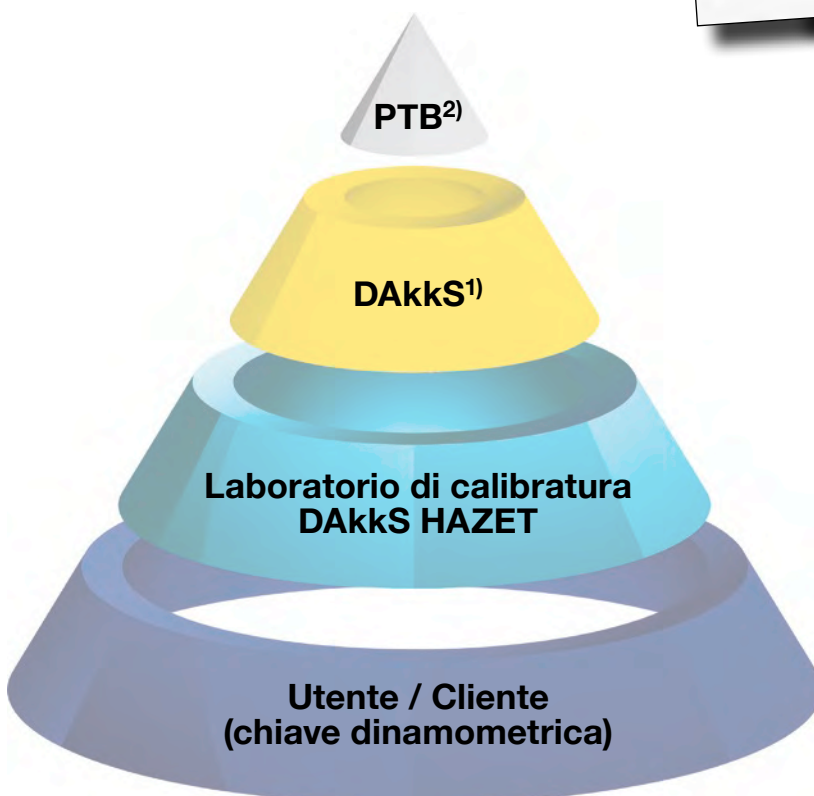 PTB²⁾
DAkkS¹⁾
Laboratorio di calibratura
DAkkS HAZET
Utente / Cliente
(chiave dinamometrica)